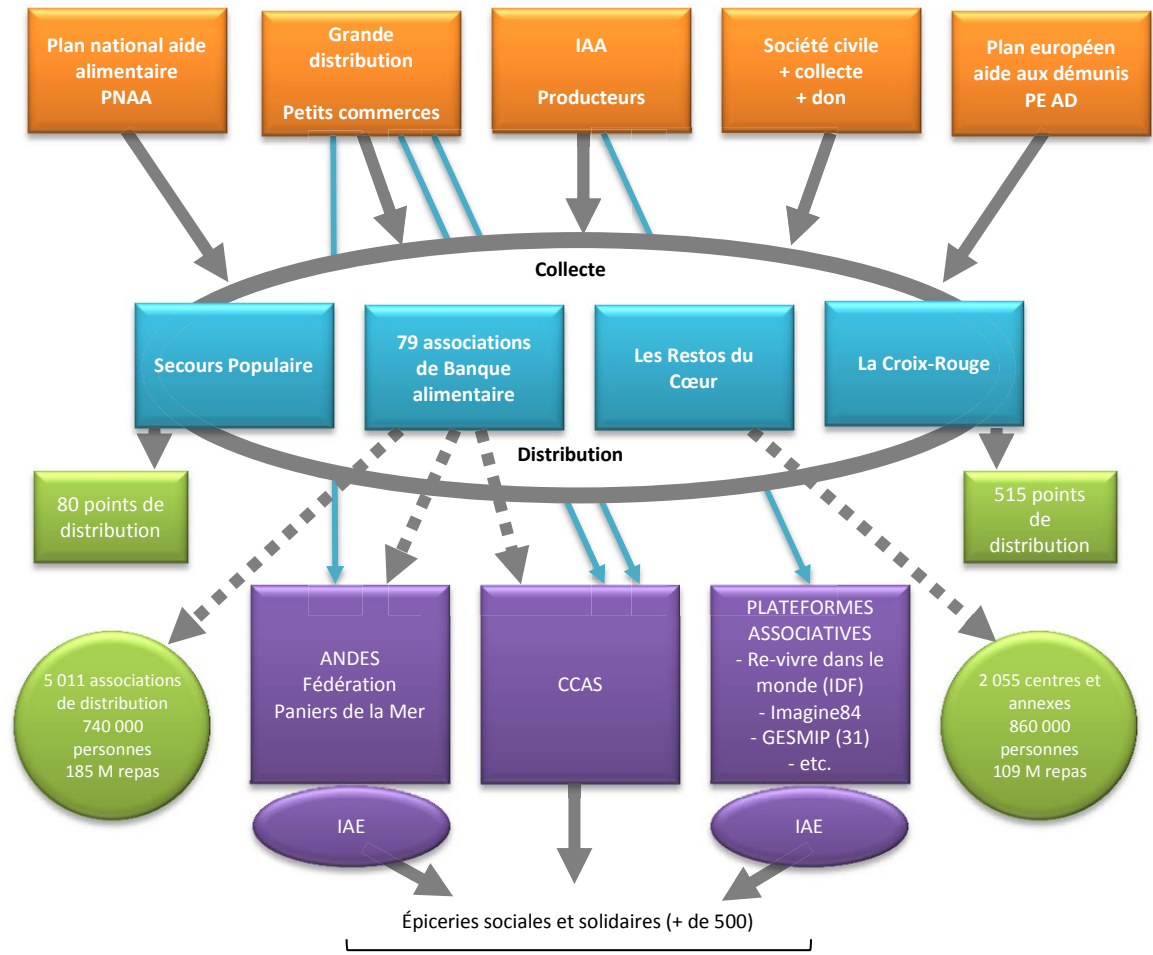 Plan national aide
alimentaire
PNAA
Grande
distribution
Petits commerces
IAA
Producteurs
Société civile
+ collecte
+ don
Plan européen
aide aux démunis
PE AD
Collecte
Secours Populaire
79 associations
de Banque
alimentaire
Les Restos du
Cœur
La Croix-Rouge
Distribution
80 points de
distribution
515 points
de
distribution
5 011 associations
de distribution
740 000
personnes
185 M repas
ANDES
Fédération
Paniers de la Mer
CCAS
PLATEFORMES
ASSOCIATIVES
- Re-vivre dans le
monde (IDF)
- Imagine84
- GESMIP (31)
- etc.
2 055 centres et
annexes
860 000
personnes
109 M repas
IAE
IAE
Épiceries sociales et solidaires (+ de 500)